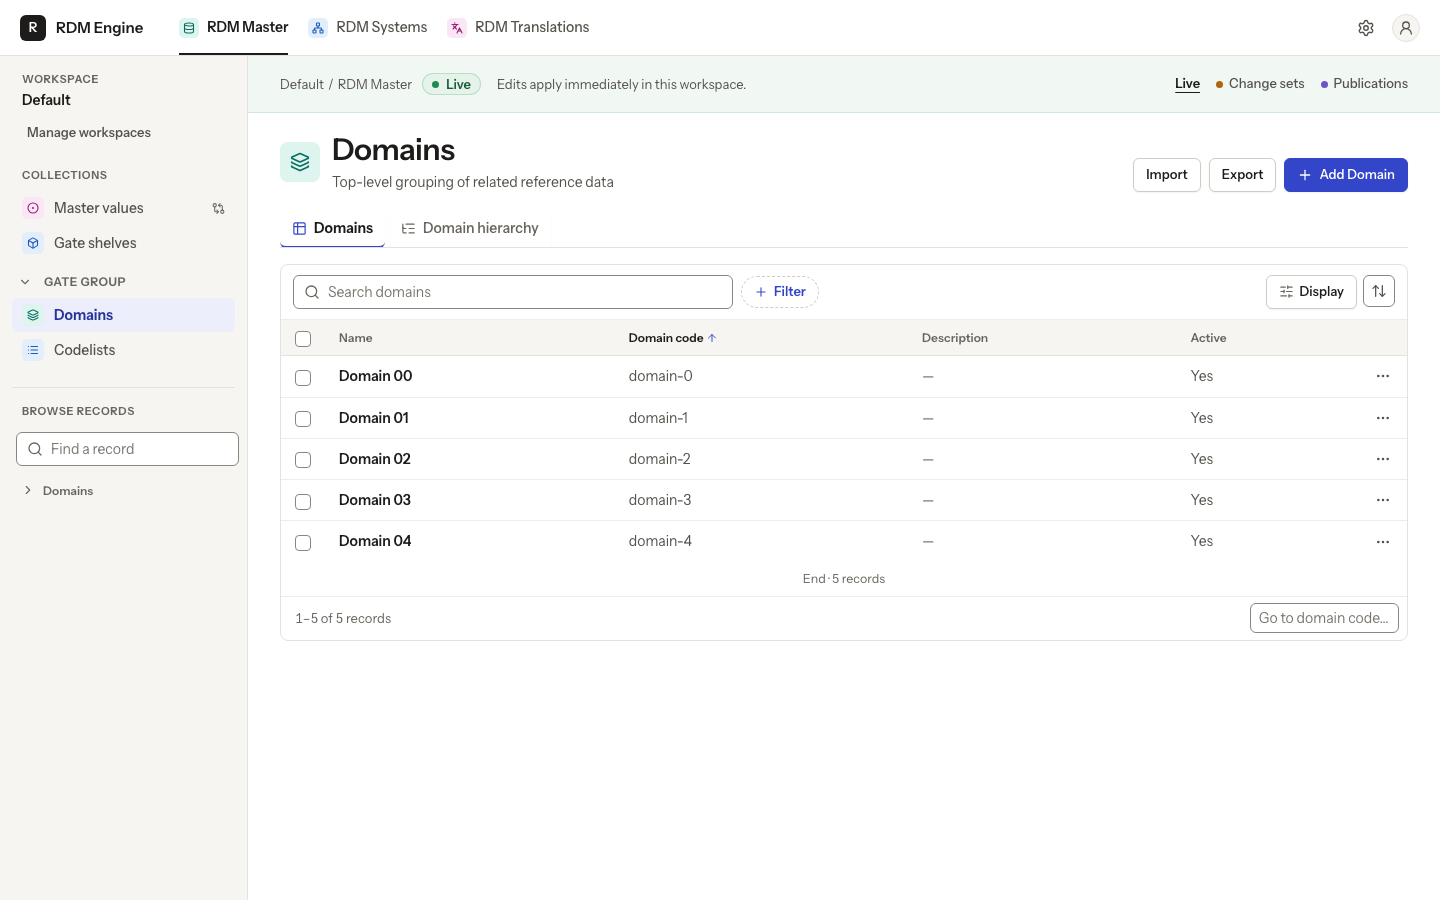 R RDM Engine RDM Master RDM Systems RDM Translations
WORKSPACE
Default
Manage workspaces
COLLECTIONS
Master values
Gate shelves
GATE GROUP
Domains
Codelists
BROWSE RECORDS
Find a record
Domains
Default / RDM Master Live Edits apply immediately in this workspace. Live Change sets Publications
Domains
Top-level grouping of related reference data
Import Export + Add Domain
Domains Domain hierarchy
Search domains + Filter Display
Name Domain code ↑ Description Active
Domain 00 domain-0 — Yes ...
Domain 01 domain-1 — Yes ...
Domain 02 domain-2 — Yes ...
Domain 03 domain-3 — Yes ...
Domain 04 domain-4 — Yes ...
End · 5 records
1–5 of 5 records Go to domain code...